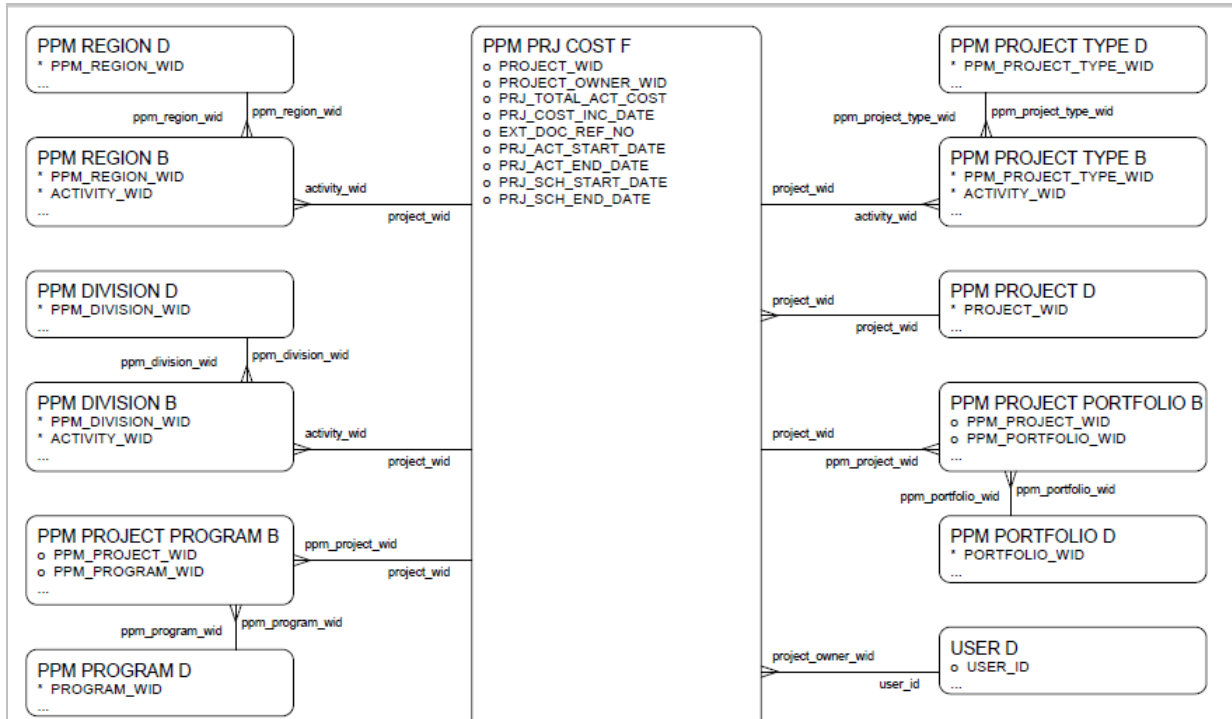 PPM REGION D
* PPM_REGION_WID
...
ppm_region_wid
ppm_region_wid
PPM REGION B
* PPM_REGION_WID
* ACTIVITY_WID
...
activity_wid
project_wid
PPM DIVISION D
* PPM_DIVISION_WID
...
ppm_division_wid
ppm_division_wid
PPM DIVISION B
* PPM_DIVISION_WID
* ACTIVITY_WID
...
activity_wid
project_wid
PPM PROJECT PROGRAM B
o PPM_PROJECT_WID
o PPM_PROGRAM_WID
...
ppm_project_wid
project_wid
ppm_program_wid
ppm_program_wid
PPM PROGRAM D
* PROGRAM_WID
...
PPM PRJ COST F
o PROJECT_WID
o PROJECT_OWNER_WID
o PRJ_TOTAL_ACT_COST
o PRJ_COST_INC_DATE
o EXT_DOC_REF_NO
o PRJ_ACT_START_DATE
o PRJ_ACT_END_DATE
o PRJ_SCH_START_DATE
o PRJ_SCH_END_DATE
PPM PROJECT TYPE D
* PPM_PROJECT_TYPE_WID
...
ppm_project_type_wid
ppm_project_type_wid
PPM PROJECT TYPE B
* PPM_PROJECT_TYPE_WID
* ACTIVITY_WID
...
project_wid
activity_wid
PPM PROJECT D
* PROJECT_WID
...
project_wid
project_wid
PPM PROJECT PORTFOLIO B
o PPM_PROJECT_WID
o PPM_PORTFOLIO_WID
...
project_wid
ppm_project_wid
ppm_portfolio_wid
ppm_portfolio_wid
PPM PORTFOLIO D
* PORTFOLIO_WID
...
USER D
o USER_ID
...
project_owner_wid
user_id